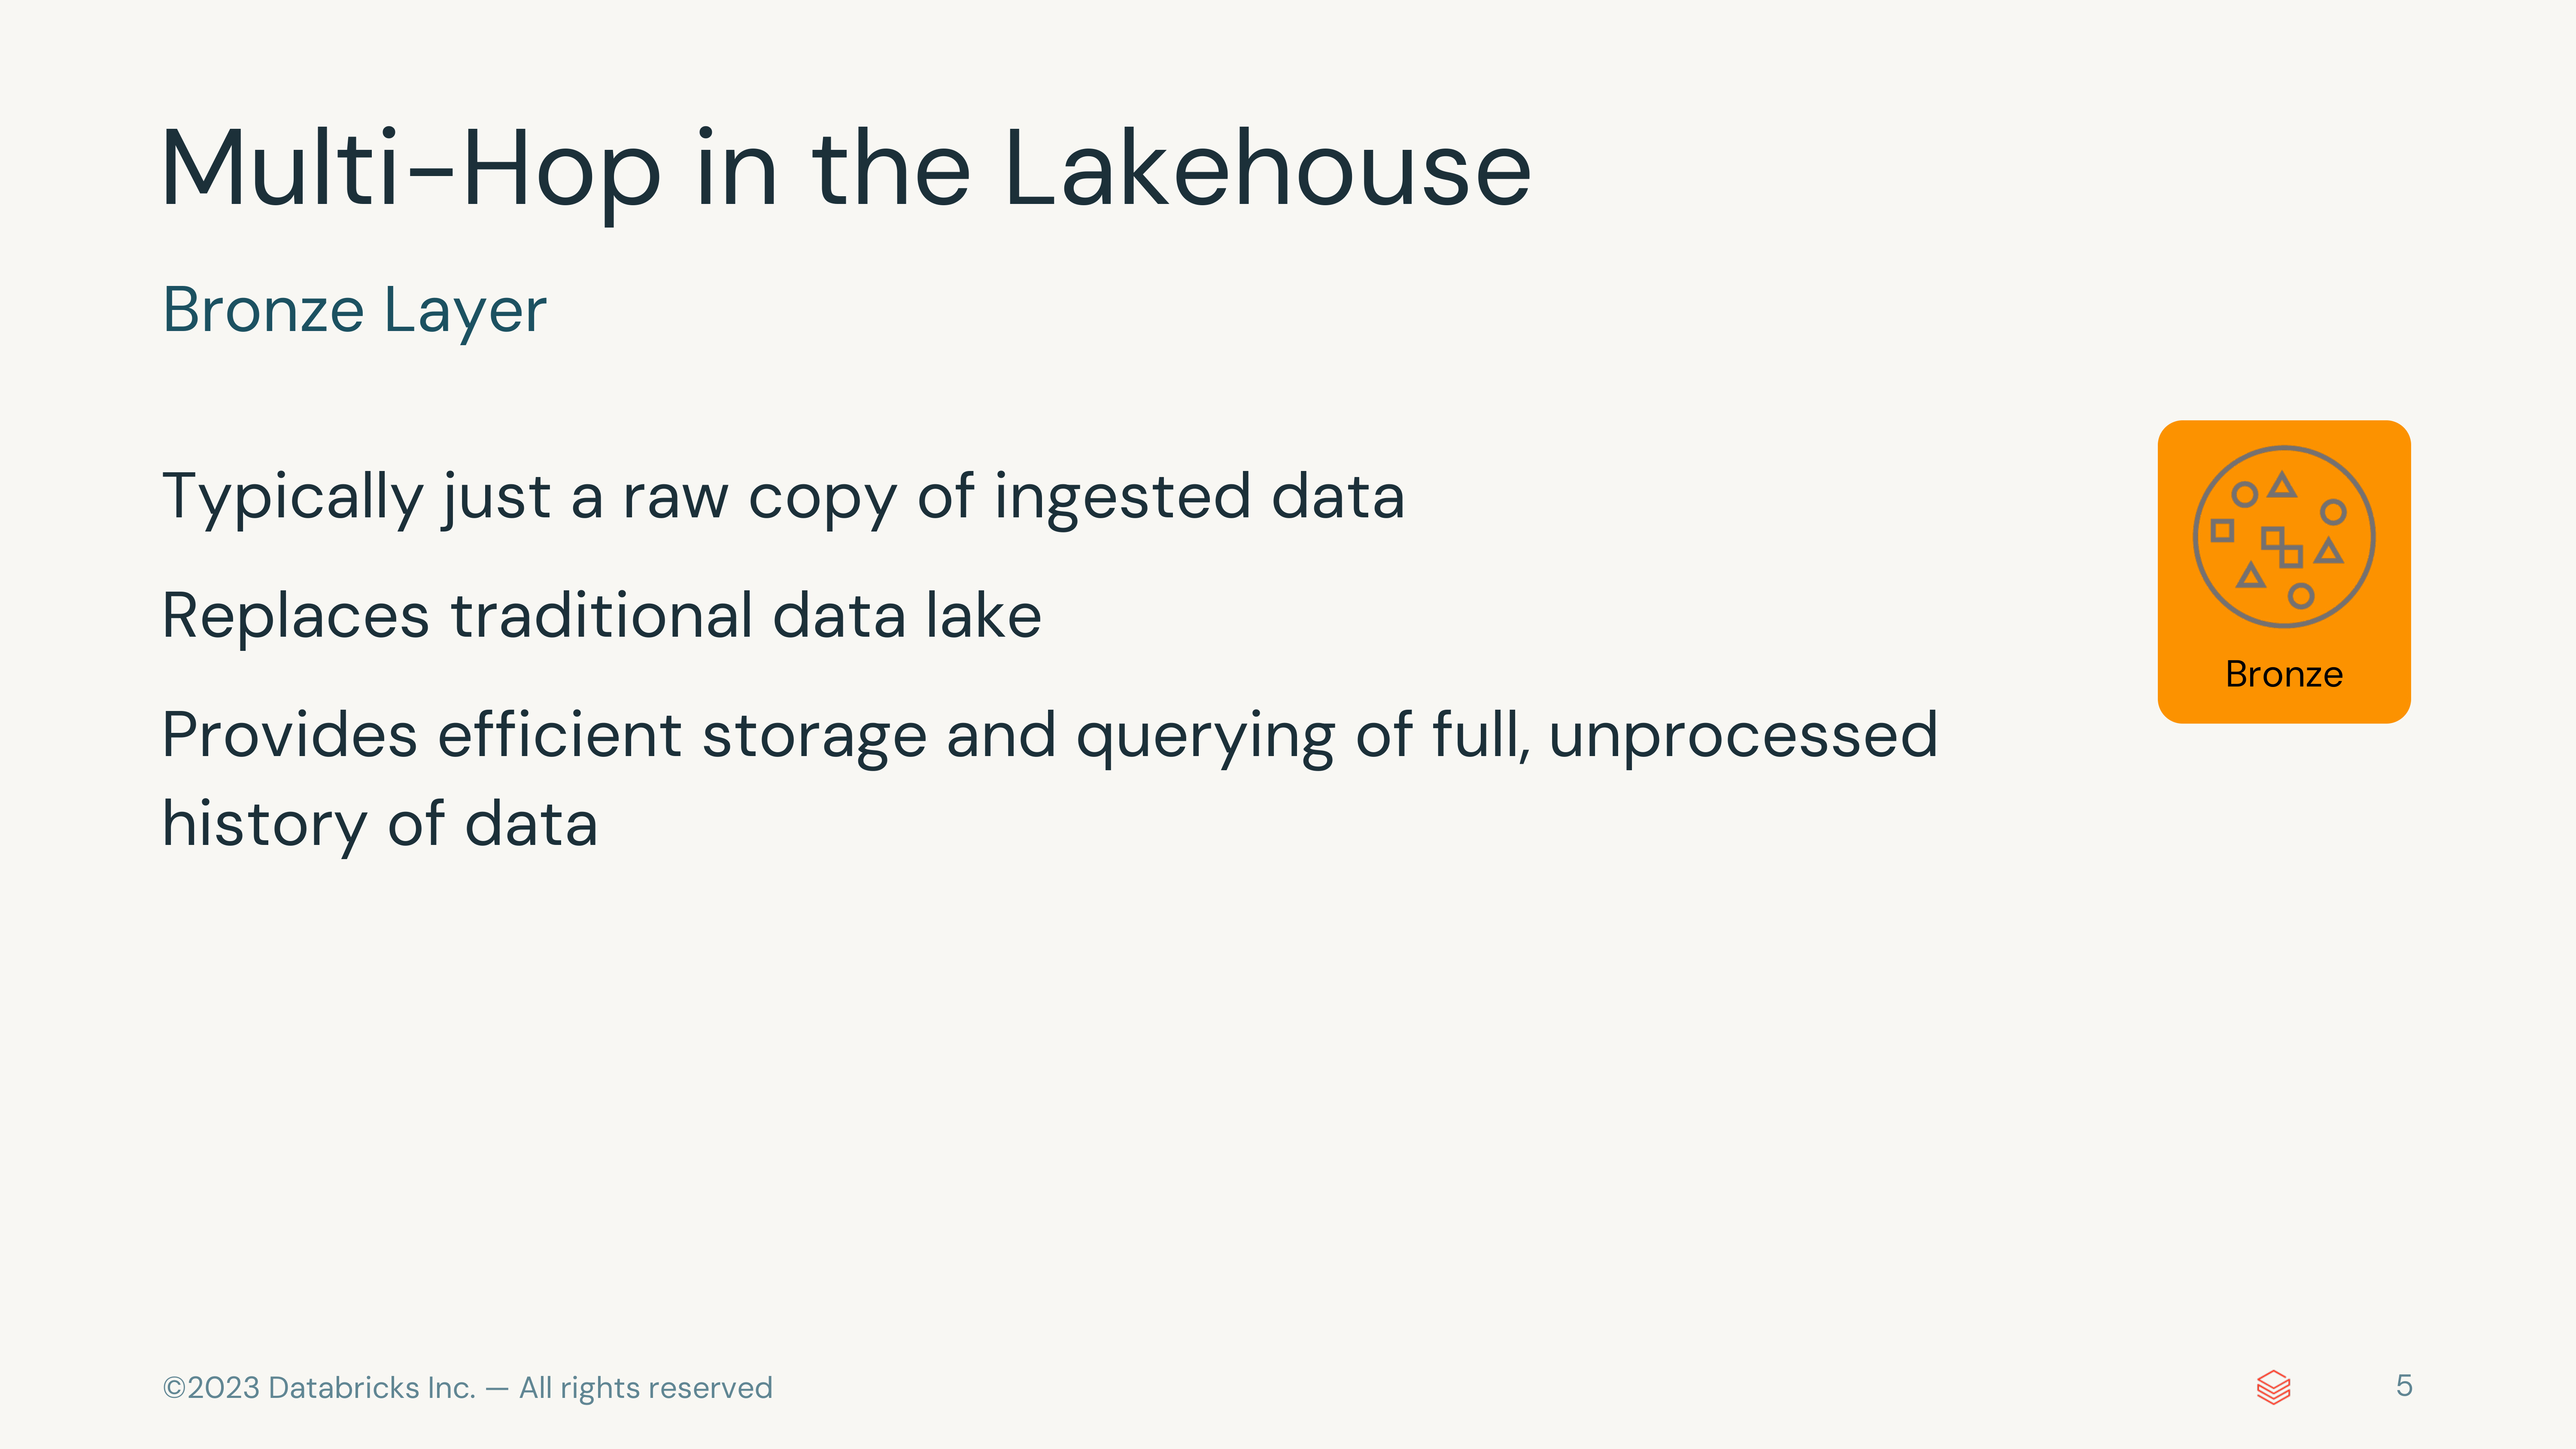 Multi-Hop in the Lakehouse
Bronze Layer
Typically just a raw copy of ingested data
Replaces traditional data lake
Provides efficient storage and querying of full, unprocessed
history of data
Bronze
©2023 Databricks Inc. — All rights reserved
5